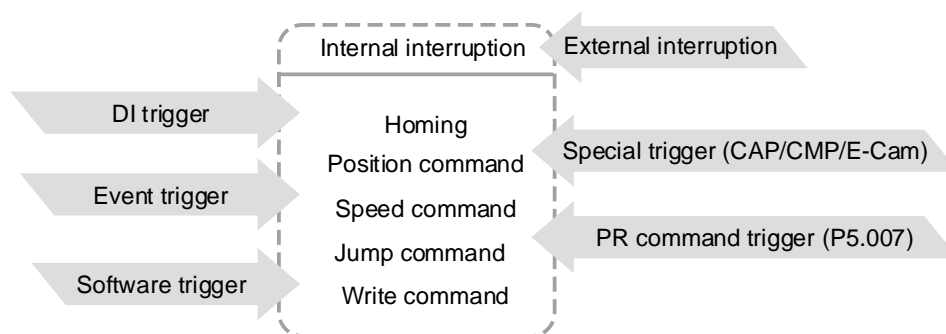 Internal interruption
External interruption
DI trigger
Homing
Special trigger (CAP/CMP/E-Cam)
Position command
Event trigger
Speed command
PR command trigger (P5.007)
Jump command
Software trigger
Write command